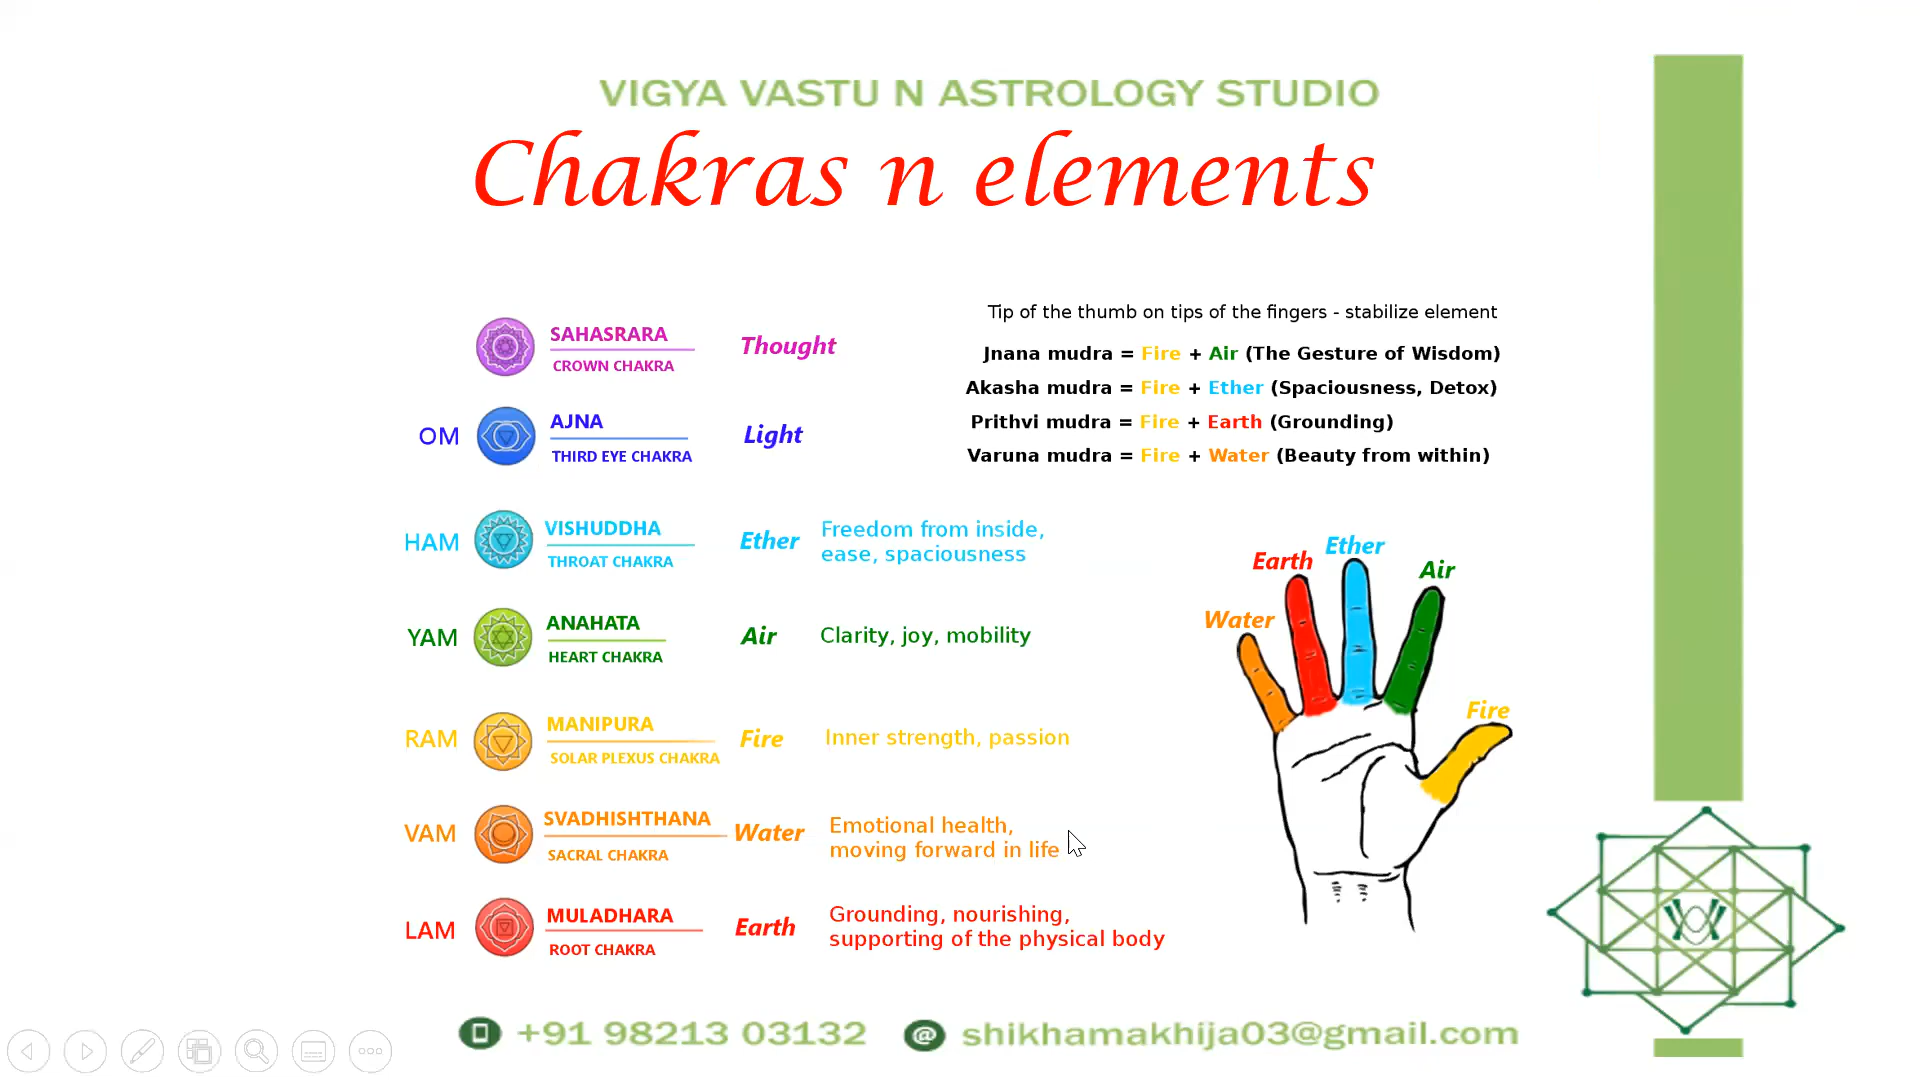 VIGYA VASTU N ASTROLOGY STUDIO
Chakras n elements
SAHASRARA
CROWN CHAKRA
Thought
OM
AJNA
THIRD EYE CHAKRA
Light
HAM
VISHUDDHA
THROAT CHAKRA
Ether
Freedom from inside,
ease, spaciousness
YAM
ANAHATA
HEART CHAKRA
Air
Clarity, joy, mobility
RAM
MANIPURA
SOLAR PLEXUS CHAKRA
Fire
Inner strength, passion
VAM
SVADHISHTHANA
SACRAL CHAKRA
Water
Emotional health,
moving forward in life
LAM
MULADHARA
ROOT CHAKRA
Earth
Grounding, nourishing,
supporting of the physical body
Tip of the thumb on tips of the fingers - stabilize element
Jnana mudra = Fire + Air (The Gesture of Wisdom)
Akasha mudra = Fire + Ether (Spaciousness, Detox)
Prithvi mudra = Fire + Earth (Grounding)
Varuna mudra = Fire + Water (Beauty from within)
Water
Earth
Ether
Air
Fire
+91 98213 03132
@ shikhamakhija03@gmail.com